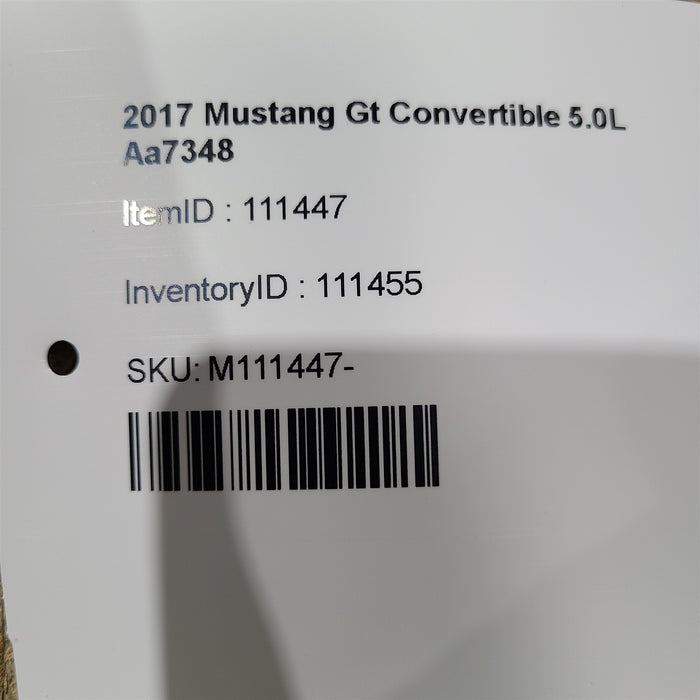 2017 Mustang Gt Convertible 5.0L
Aa7348
ItemID : 111447
InventoryID : 111455
SKU: M111447-